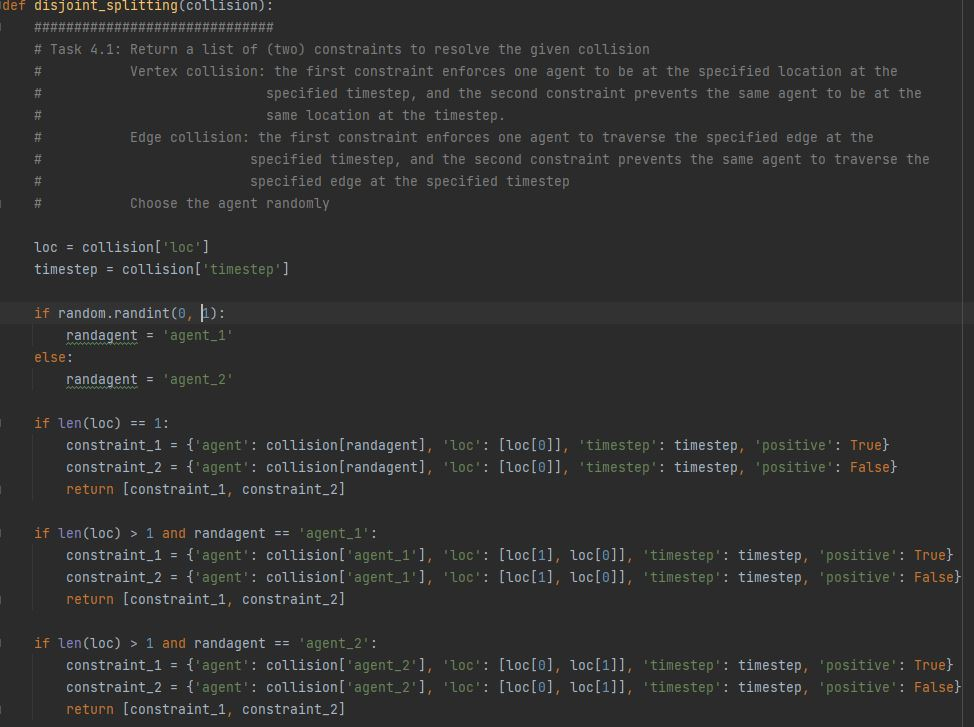 def disjoint_splitting(collision):
    ##############################
    # Task 4.1: Return a list of (two) constraints to resolve the given collision
    #           Vertex collision: the first constraint enforces one agent to be at the specified location at the
    #                            specified timestep, and the second constraint prevents the same agent to be at the
    #                            same location at the timestep.
    #           Edge collision: the first constraint enforces one agent to traverse the specified edge at the
    #                          specified timestep, and the second constraint prevents the same agent to traverse the
    #                          specified edge at the specified timestep
    #           Choose the agent randomly

    loc = collision['loc']
    timestep = collision['timestep']

    if random.randint(0, 1):
        randagent = 'agent_1'
    else:
        randagent = 'agent_2'

    if len(loc) == 1:
        constraint_1 = {'agent': collision[randagent], 'loc': [loc[0]], 'timestep': timestep, 'positive': True}
        constraint_2 = {'agent': collision[randagent], 'loc': [loc[0]], 'timestep': timestep, 'positive': False}
        return [constraint_1, constraint_2]

    if len(loc) > 1 and randagent == 'agent_1':
        constraint_1 = {'agent': collision['agent_1'], 'loc': [loc[1], loc[0]], 'timestep': timestep, 'positive': True}
        constraint_2 = {'agent': collision['agent_1'], 'loc': [loc[1], loc[0]], 'timestep': timestep, 'positive': False}
        return [constraint_1, constraint_2]

    if len(loc) > 1 and randagent == 'agent_2':
        constraint_1 = {'agent': collision['agent_2'], 'loc': [loc[0], loc[1]], 'timestep': timestep, 'positive': True}
        constraint_2 = {'agent': collision['agent_2'], 'loc': [loc[0], loc[1]], 'timestep': timestep, 'positive': False}
        return [constraint_1, constraint_2]